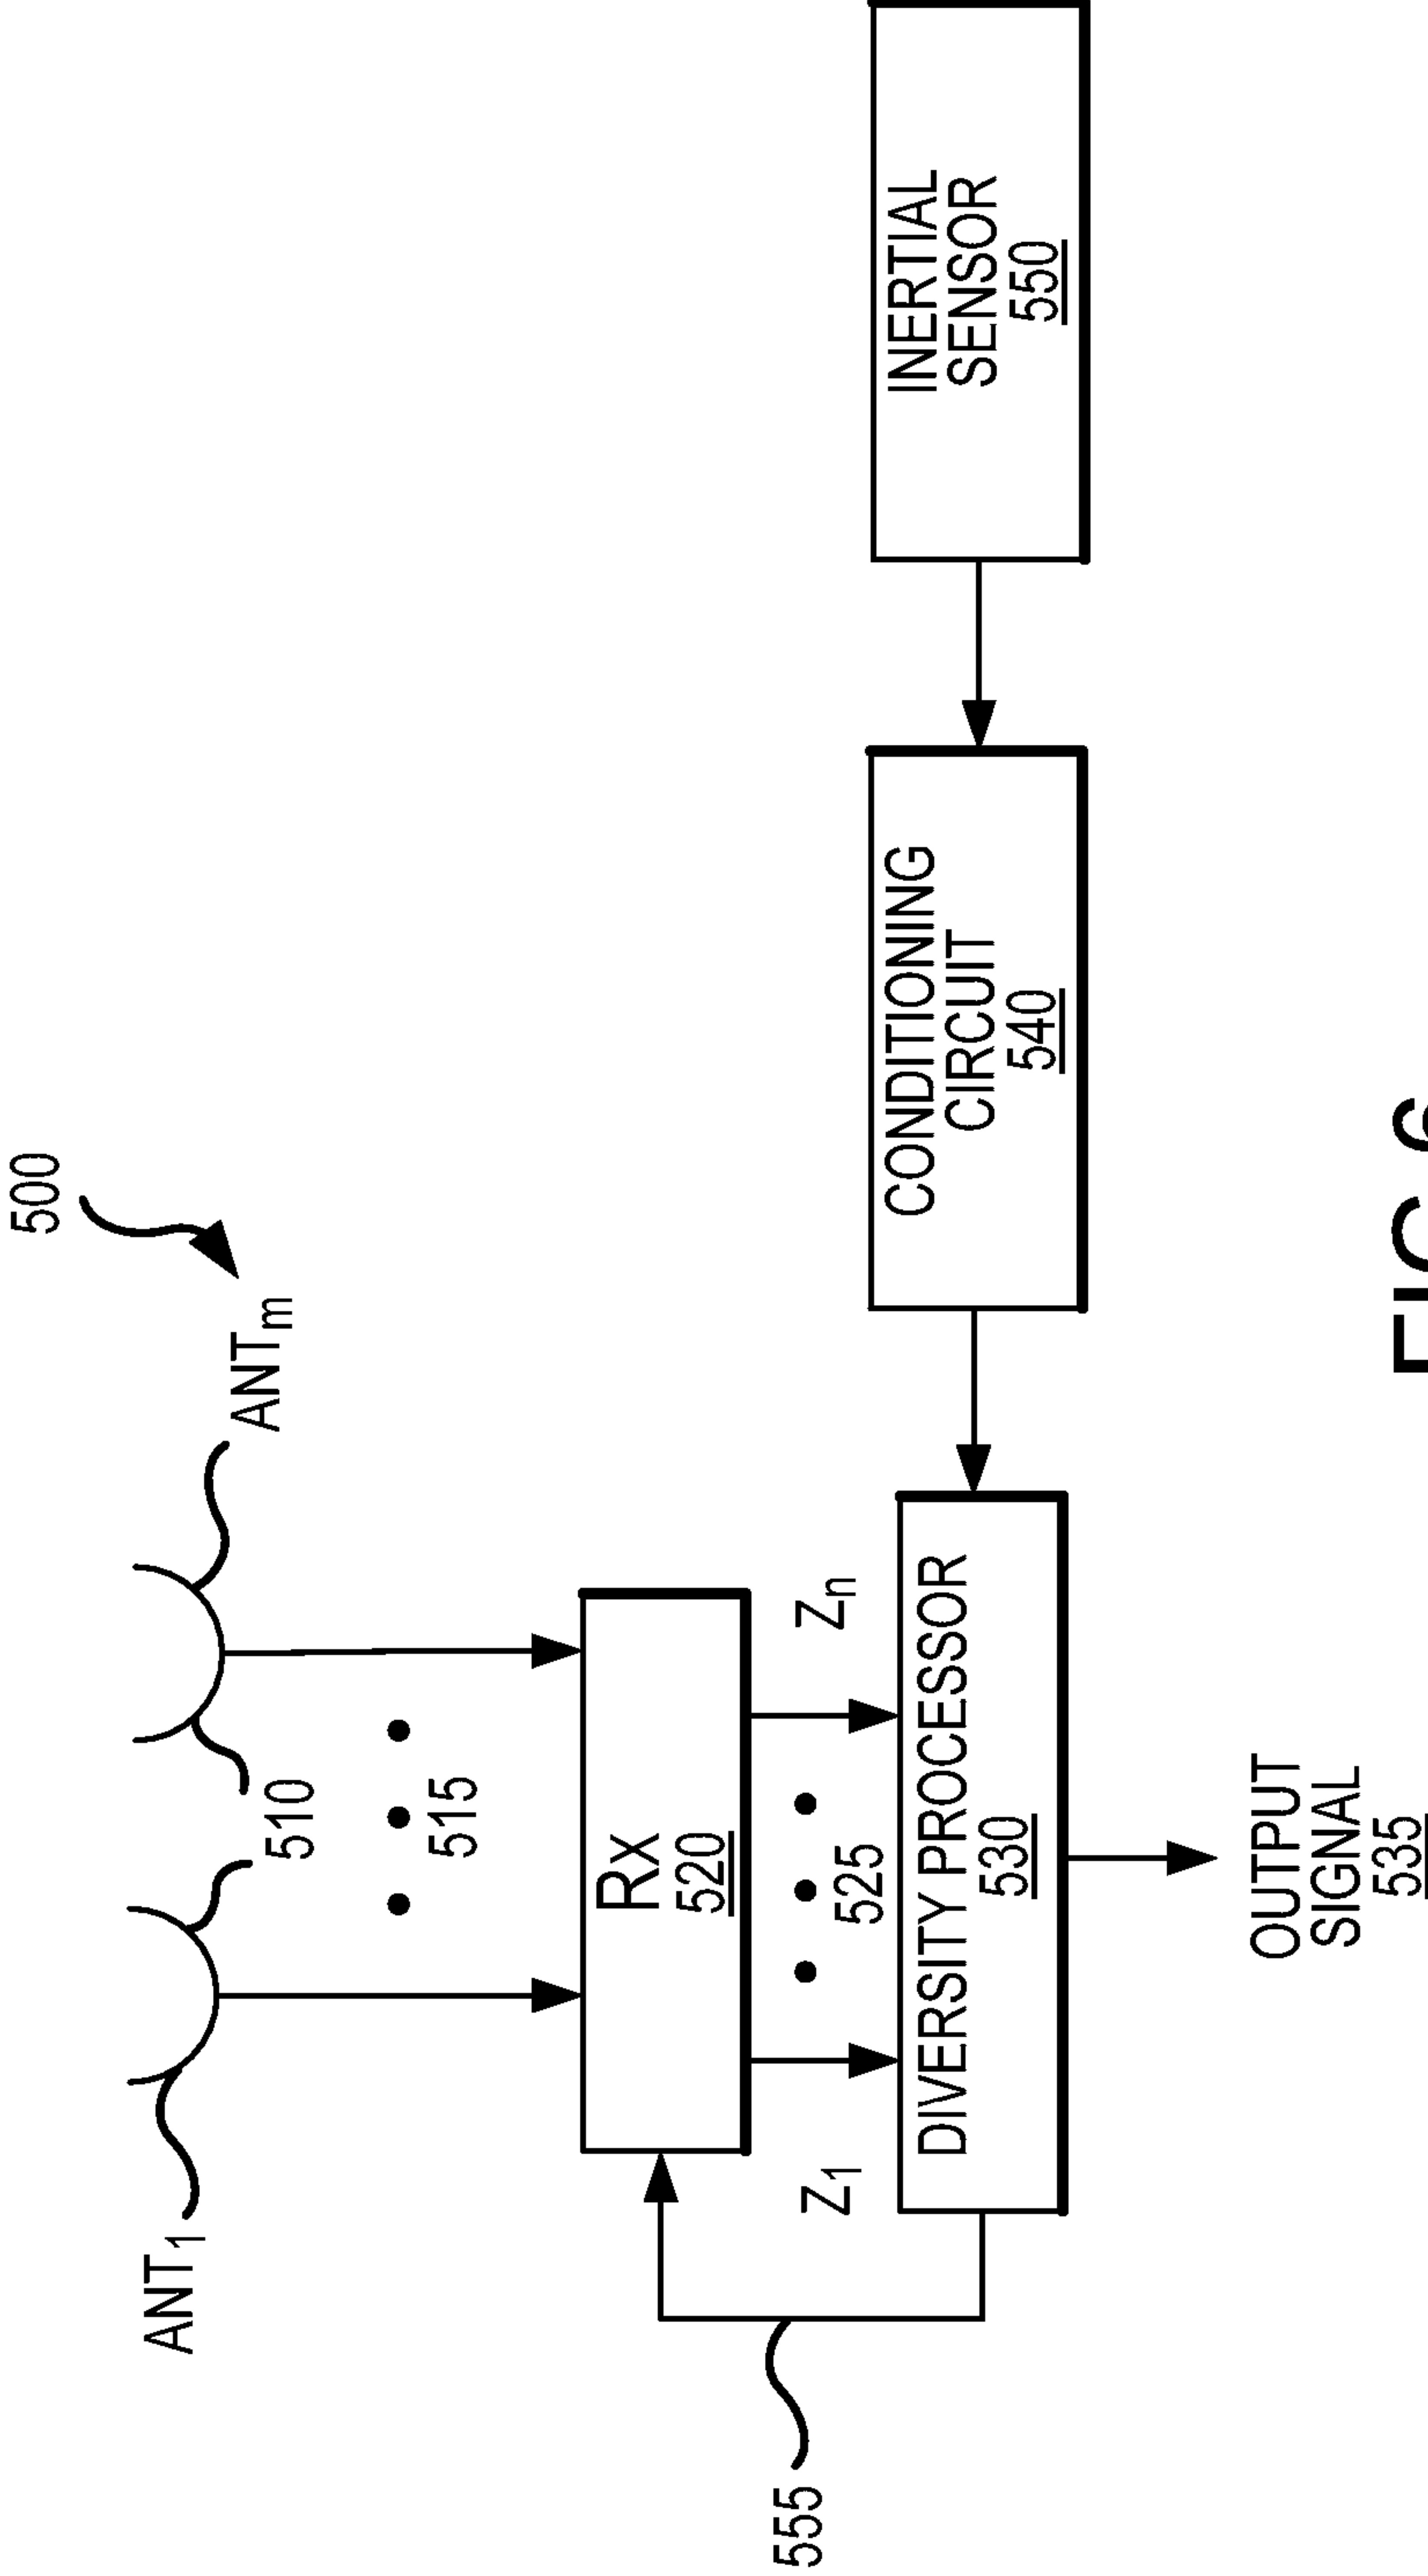 500
ANT1
ANTm
510
515
Rx
520
Z1
Zn
525
555
DIVERSITY PROCESSOR
530
CONDITIONING
CIRCUIT
540
INERTIAL
SENSOR
550
OUTPUT
SIGNAL
535